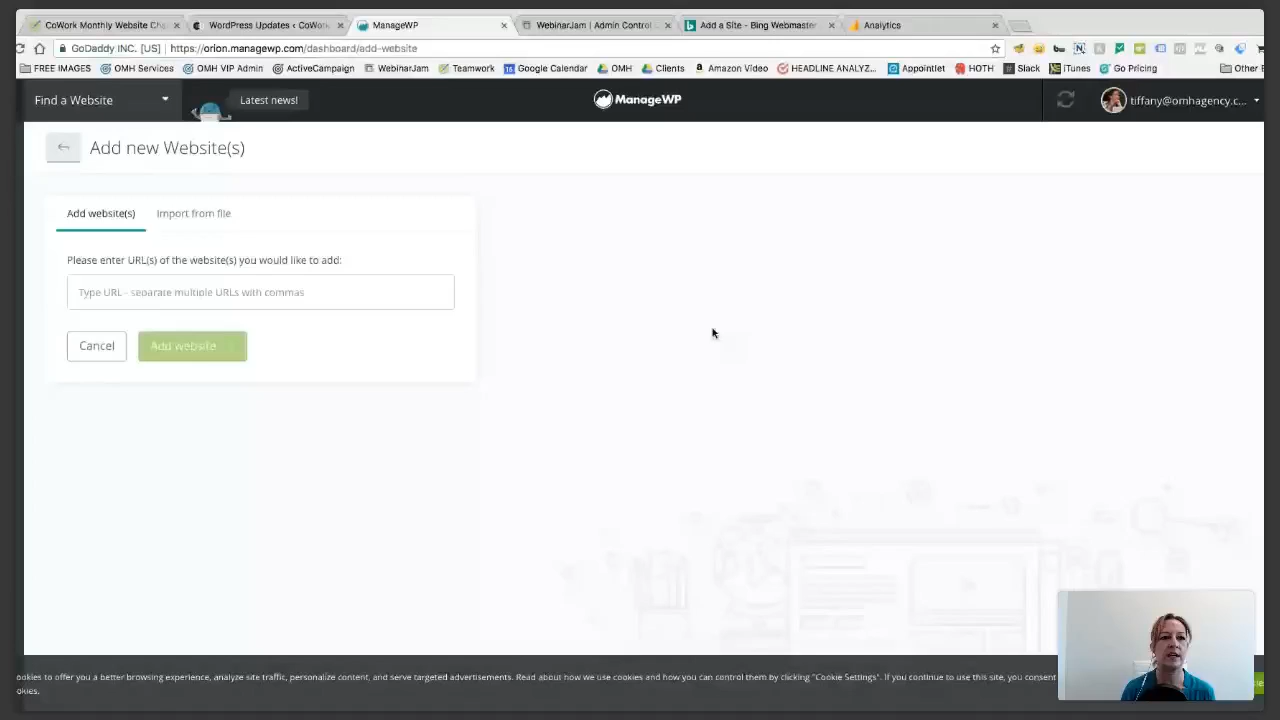 CoWork Monthly Website Che
WordPress Updates ‹ CoWork
ManageWP
WebinarJam | Admin Control
Add a Site - Bing Webmaster
Analytics
GoDaddy INC. [US] | https://orion.managewp.com/dashboard/add-website
FREE IMAGES OMH Services OMH VIP Admin ActiveCampaign WebinarJam Teamwork Google Calendar OMH Clients Amazon Video HEADLINE ANALYZ... Appointlet HOTH Slack iTunes Go Pricing Other
Find a Website
Latest news!
ManageWP
tiffany@omhagency.c...
Add new Website(s)
Add website(s) Import from file
Please enter URL(s) of the website(s) you would like to add:
Type URL - separate multiple URLs with commas
Cancel Add website
ookies to offer you a better browsing experience, analyze site traffic, personalize content, and serve targeted advertisements. Read about how we use cookies and how you can control them by clicking "Cookie Settings". If you continue to use this site, you consent
okies.